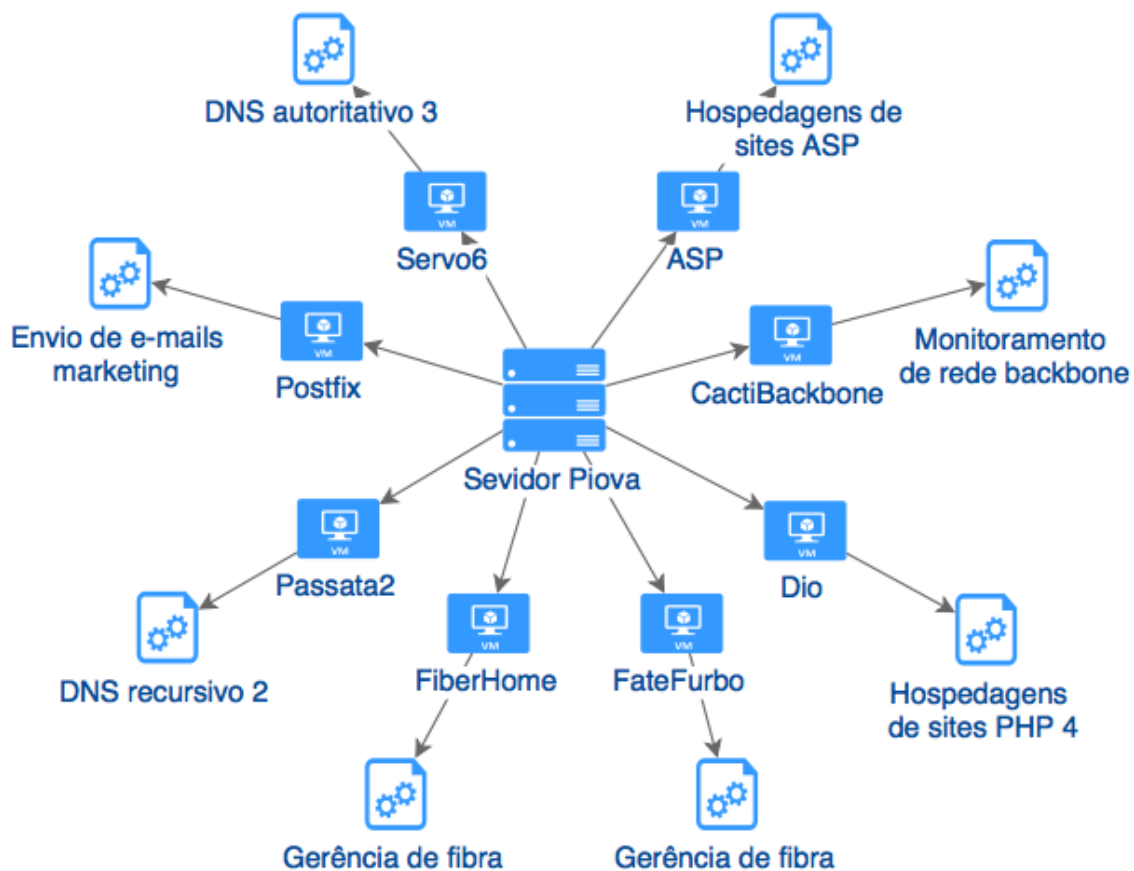 DNS autoritativo 3
Hospedagens de
sites ASP
VM
Servo6
VM
ASP
Envio de e-mails
marketing
VM
Postfix
VM
CactiBackbone
Monitoramento
de rede backbone
Sevidor Piova
VM
Passata2
VM
Dio
DNS recursivo 2
VM
FiberHome
VM
FateFurbo
Hospedagens
de sites PHP 4
Gerência de fibra
Gerência de fibra